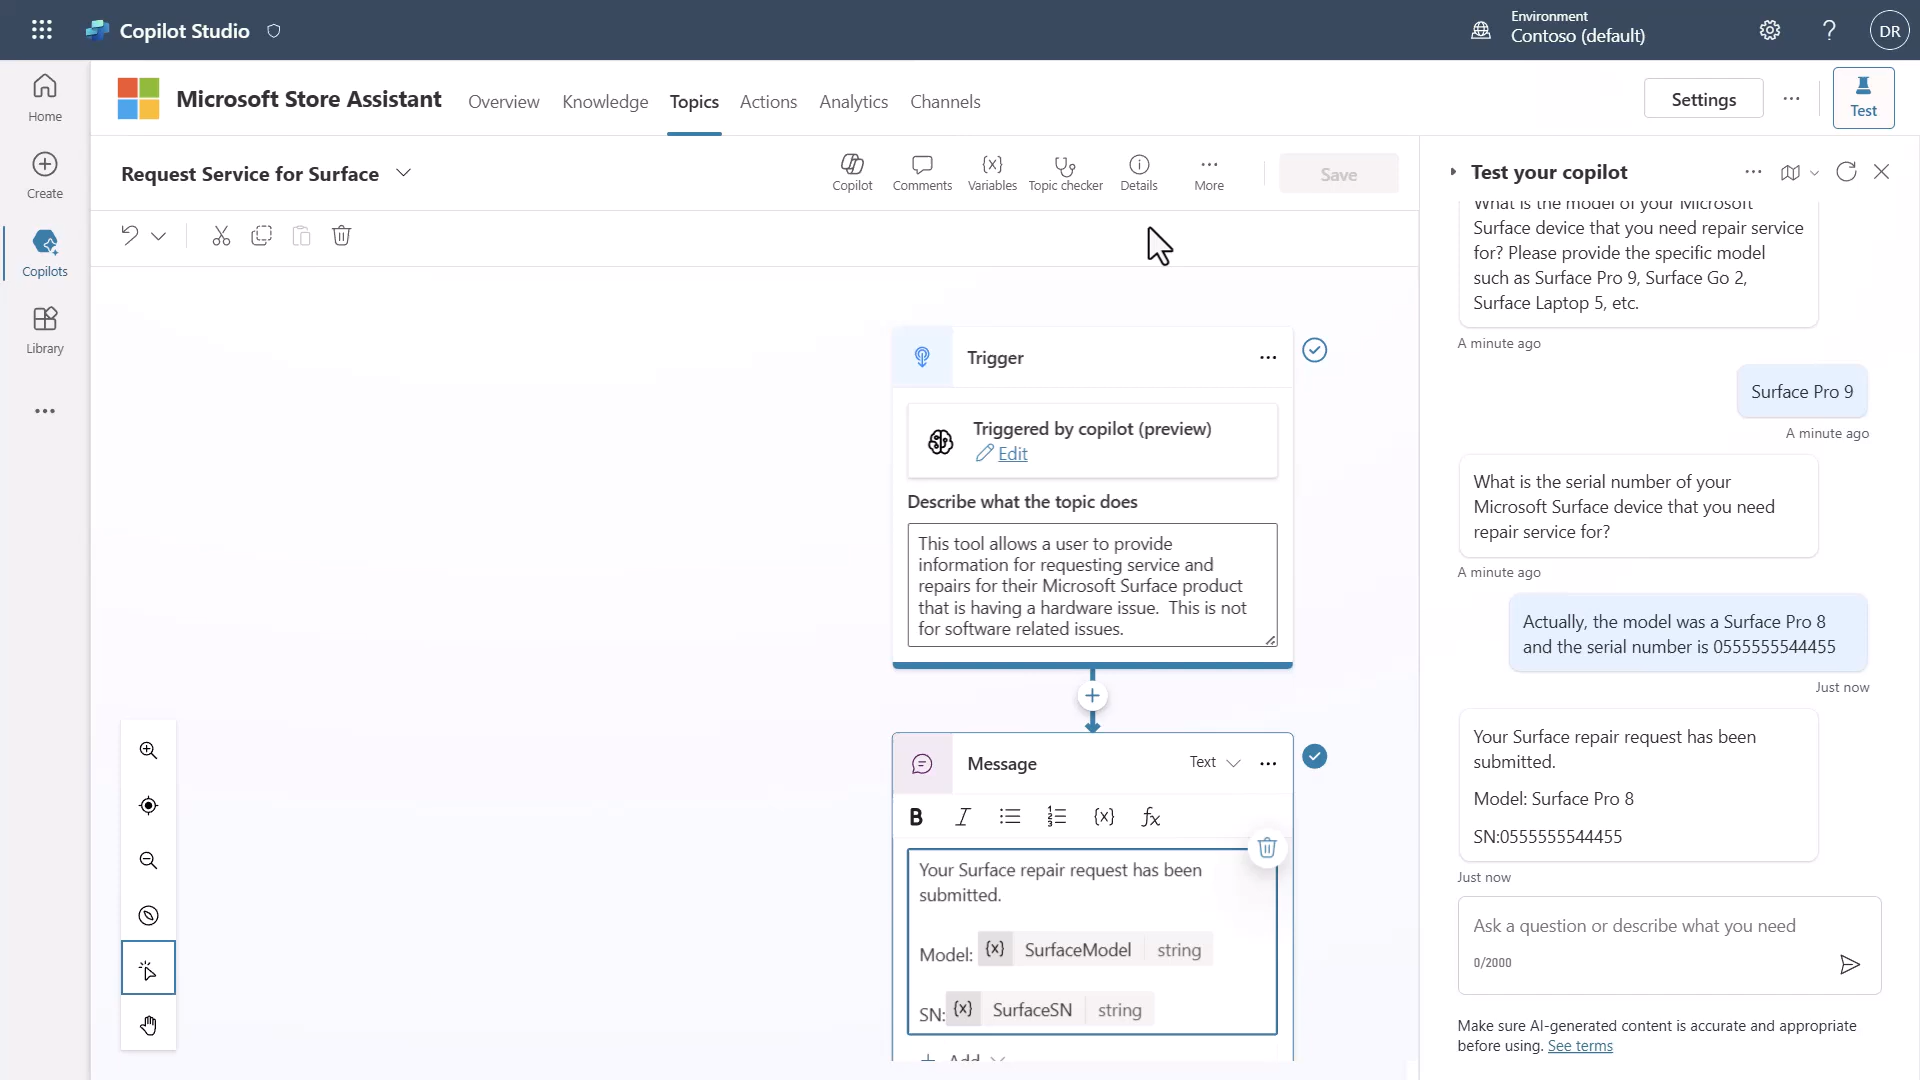 Copilot Studio
Environment
Contoso (default)
DR
Home
Create
Copilots
Library
Microsoft Store Assistant
Overview
Knowledge
Topics
Actions
Analytics
Channels
Settings
Test
Request Service for Surface
Copilot
Comments
Variables
Topic checker
Details
More
Save
Trigger
Triggered by copilot (preview)
Edit
Describe what the topic does
This tool allows a user to provide
information for requesting service and
repairs for their Microsoft Surface product
that is having a hardware issue.  This is not
for software related issues.
Message
Text
Your Surface repair request has been
submitted.
Model: {x} SurfaceModel string
SN: {x} SurfaceSN string
Add
Test your copilot
What is the model of your Microsoft
Surface device that you need repair service
for? Please provide the specific model
such as Surface Pro 9, Surface Go 2,
Surface Laptop 5, etc.
A minute ago
Surface Pro 9
A minute ago
What is the serial number of your
Microsoft Surface device that you need
repair service for?
A minute ago
Actually, the model was a Surface Pro 8
and the serial number is 0555555544455
Just now
Your Surface repair request has been
submitted.
Model: Surface Pro 8
SN:0555555544455
Just now
Ask a question or describe what you need
0/2000
Make sure AI-generated content is accurate and appropriate
before using. See terms